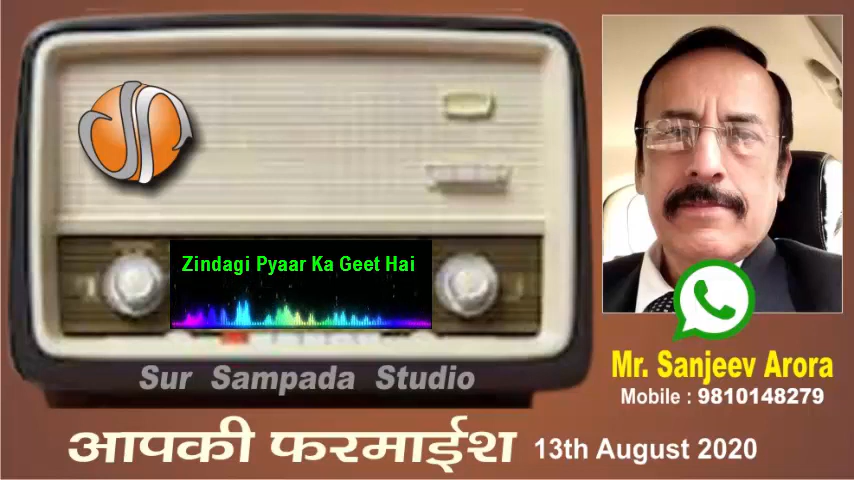 Zindagi Pyaar Ka Geet Hai
Sur Sampada Studio
Mr. Sanjeev Arora
Mobile : 9810148279
आपकी फरमाईश 13th August 2020